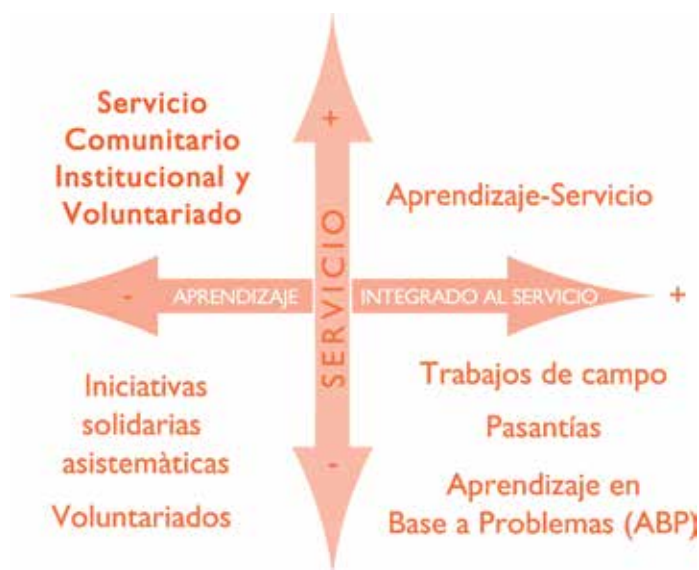 Servicio
Comunitario
Institucional y
Voluntariado
+
Aprendizaje-Servicio
SERVICIO
- APRENDIZAJE INTEGRADO AL SERVICIO +
Iniciativas
solidarias
asistemàticas
Voluntariados
-
Trabajos de campo
Pasantías
Aprendizaje en
Base a Problemas (ABP)